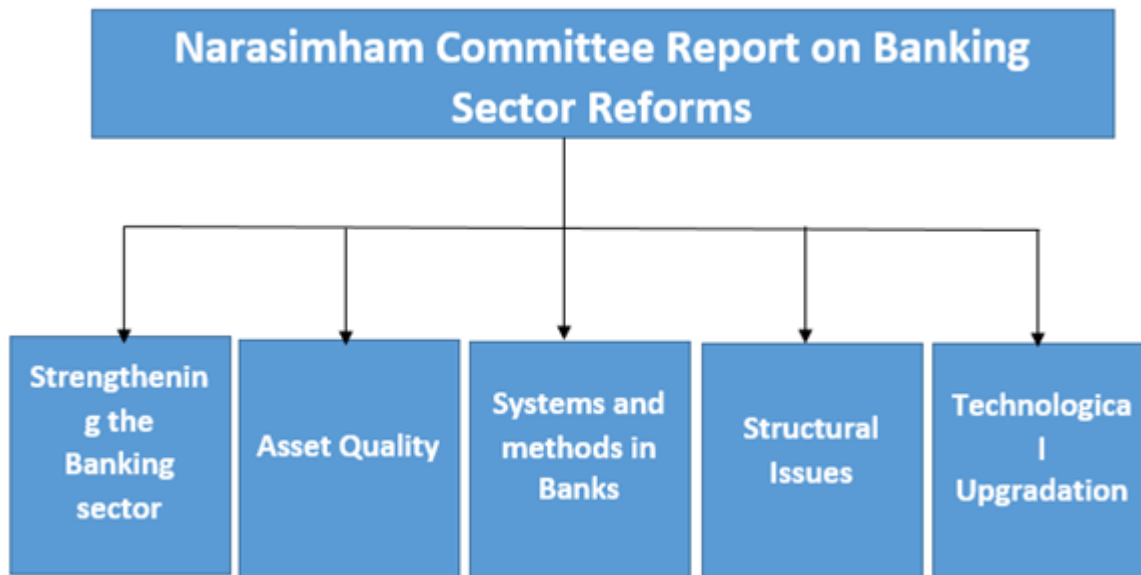 Narasimham Committee Report on Banking
Sector Reforms
Strengthenin
g the
Banking
sector
Asset Quality
Systems and
methods in
Banks
Structural
Issues
Technologica
l
Upgradation